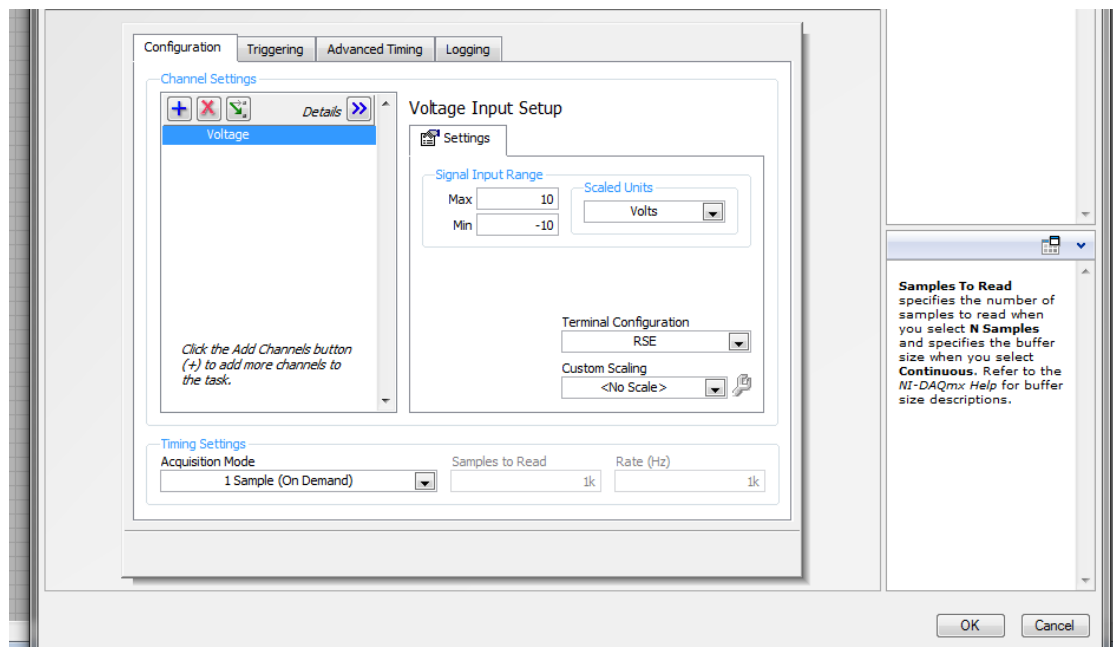 Configuration Triggering Advanced Timing Logging
Channel Settings
Details
Voltage
Click the Add Channels button
(+) to add more channels to
the task.
Voltage Input Setup
Settings
Signal Input Range
Max 10
Min -10
Scaled Units
Volts
Terminal Configuration
RSE
Custom Scaling
<No Scale>
Timing Settings
Acquisition Mode Samples to Read Rate (Hz)
1 Sample (On Demand) 1k 1k
Samples To Read
specifies the number of
samples to read when
you select N Samples
and specifies the buffer
size when you select
Continuous. Refer to the
NI-DAQmx Help for buffer
size descriptions.
OK Cancel